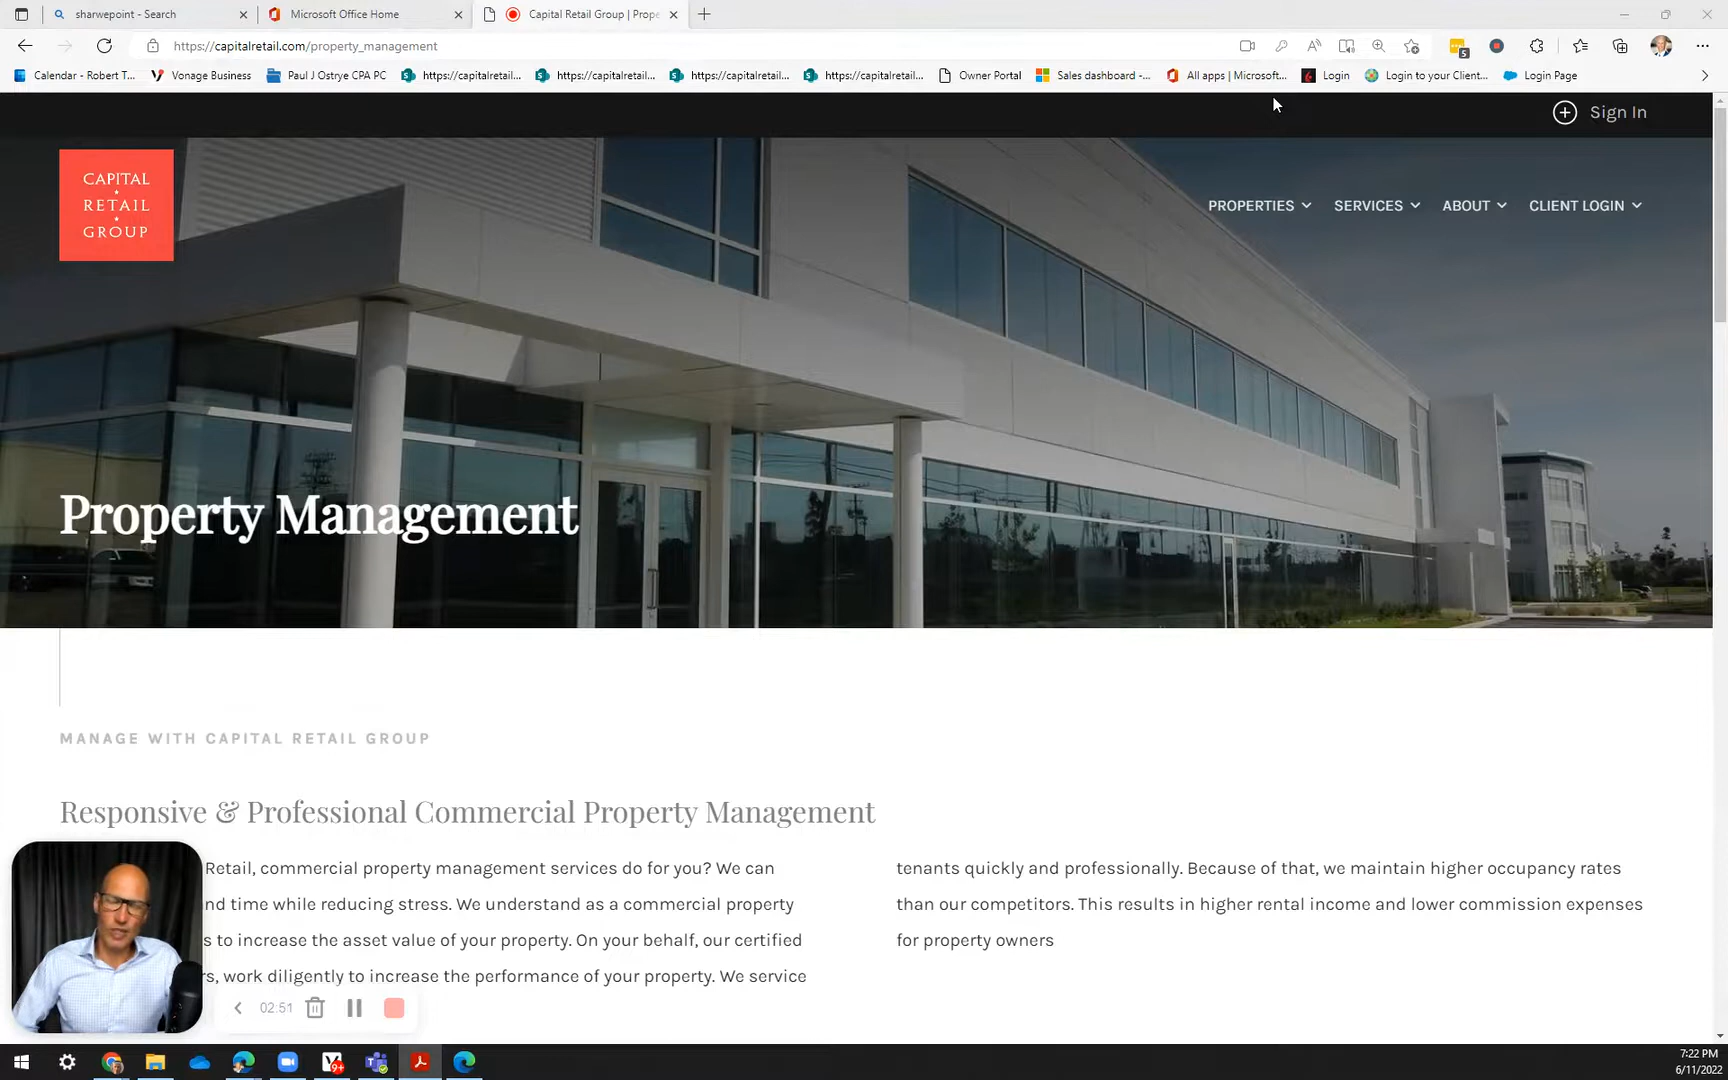 sharwepoint - Search
Microsoft Office Home
Capital Retail Group | Prope
https://capitalretail.com/property_management
Calendar - Robert T...
Vonage Business
Paul J Ostrye CPA PC
https://capitalretail...
https://capitalretail...
https://capitalretail...
https://capitalretail...
Owner Portal
Sales dashboard -...
All apps | Microsoft...
Login
Login to your Client...
Login Page
Sign In
CAPITAL
RETAIL
GROUP
PROPERTIES
SERVICES
ABOUT
CLIENT LOGIN
Property Management
MANAGE WITH CAPITAL RETAIL GROUP
Responsive & Professional Commercial Property Management
Retail, commercial property management services do for you? We can
nd time while reducing stress. We understand as a commercial property
s to increase the asset value of your property. On your behalf, our certified
rs, work diligently to increase the performance of your property. We service
tenants quickly and professionally. Because of that, we maintain higher occupancy rates
than our competitors. This results in higher rental income and lower commission expenses
for property owners
02:51
7:22 PM
6/11/2022